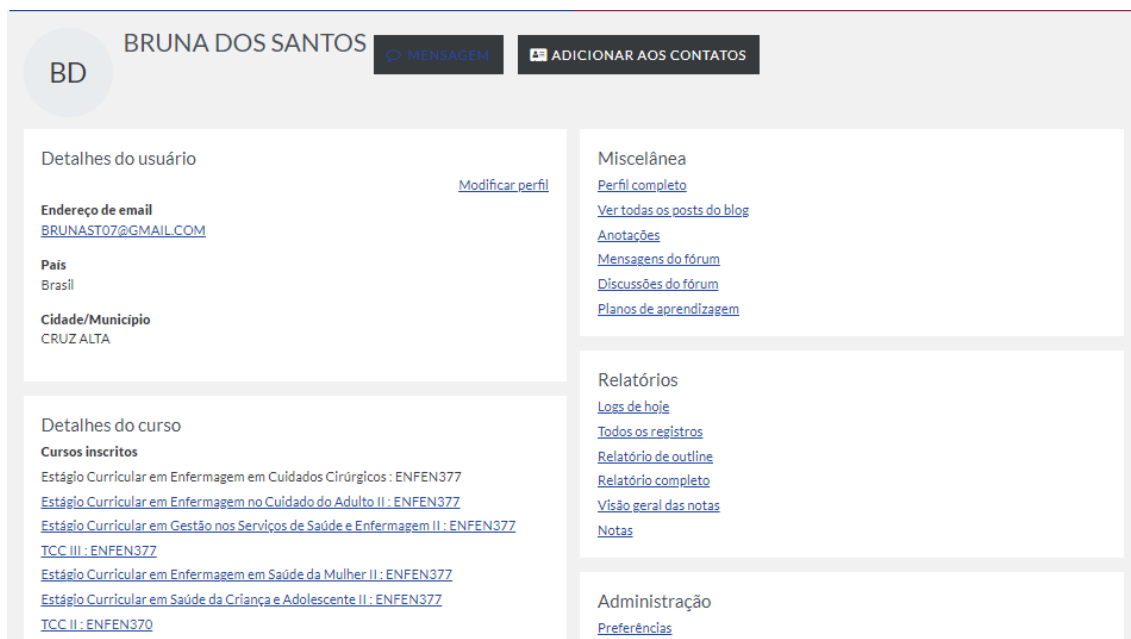 BD
BRUNA DOS SANTOS
MENSAGEM
ADICIONAR AOS CONTATOS
Detalhes do usuário
Modificar perfil
Endereço de email
BRUNAST07@GMAIL.COM
País
Brasil
Cidade/Município
CRUZ ALTA
Detalhes do curso
Cursos inscritos
Estágio Curricular em Enfermagem em Cuidados Cirúrgicos : ENFEN377
Estágio Curricular em Enfermagem no Cuidado do Adulto II : ENFEN377
Estágio Curricular em Gestão nos Serviços de Saúde e Enfermagem II : ENFEN377
TCC III : ENFEN377
Estágio Curricular em Enfermagem em Saúde da Mulher II : ENFEN377
Estágio Curricular em Saúde da Criança e Adolescente II : ENFEN377
TCC II : ENFEN370
Miscelânea
Perfil completo
Ver todas os posts do blog
Anotações
Mensagens do fórum
Discussões do fórum
Planos de aprendizagem
Relatórios
Logs de hoje
Todos os registros
Relatório de outline
Relatório completo
Visão geral das notas
Notas
Administração
Preferências